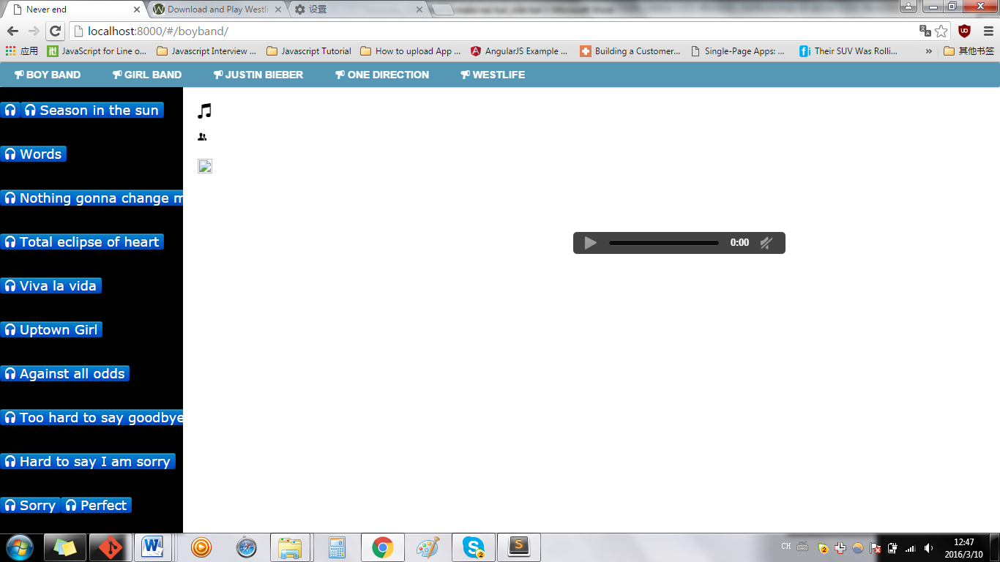 Never end
Download and Play Westli
设置
localhost:8000/#/boyband/
应用
JavaScript for Line o...
Javascript Interview ...
Javascript Tutorial
How to upload App ...
AngularJS Example ...
Building a Customer...
Single-Page Apps: ...
Their SUV Was Rolli...
»
其他书签
BOY BAND
GIRL BAND
JUSTIN BIEBER
ONE DIRECTION
WESTLIFE
Season in the sun
Words
Nothing gonna change m
Total eclipse of heart
Viva la vida
Uptown Girl
Against all odds
Too hard to say goodbye
Hard to say I am sorry
Sorry
Perfect
0:00
CH
12:47
2016/3/10